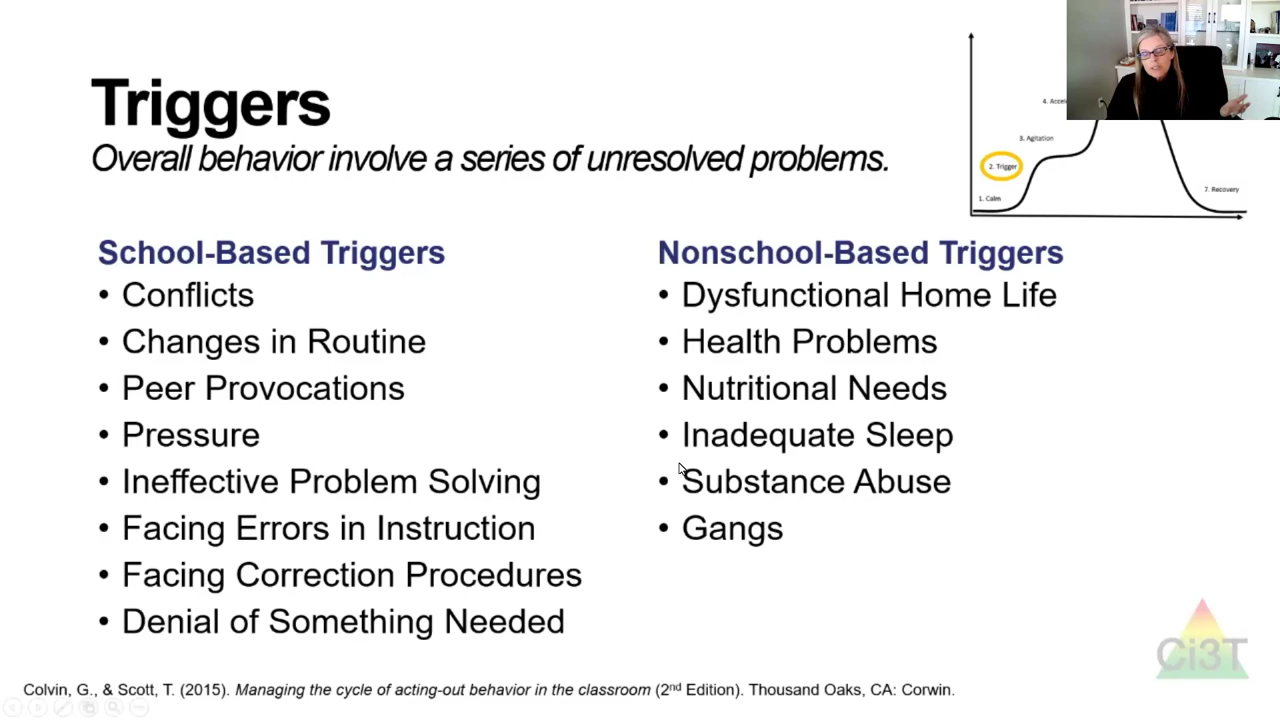 Triggers
Overall behavior involve a series of unresolved problems.
4. Accel
3. Agitation
2. Trigger
1. Calm
7. Recovery
School-Based Triggers
• Conflicts
• Changes in Routine
• Peer Provocations
• Pressure
• Ineffective Problem Solving
• Facing Errors in Instruction
• Facing Correction Procedures
• Denial of Something Needed
Nonschool-Based Triggers
• Dysfunctional Home Life
• Health Problems
• Nutritional Needs
• Inadequate Sleep
• Substance Abuse
• Gangs
Ci3T
Colvin, G., & Scott, T. (2015). Managing the cycle of acting-out behavior in the classroom (2nd Edition). Thousand Oaks, CA: Corwin.